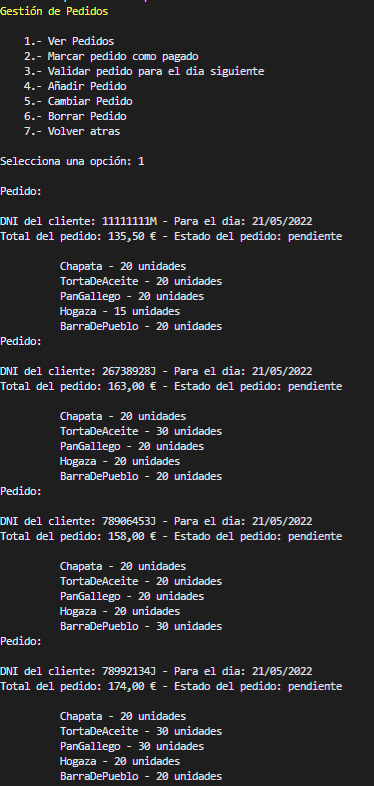 Gestión de Pedidos
1.- Ver Pedidos
2.- Marcar pedido como pagado
3.- Validar pedido para el dia siguiente
4.- Añadir Pedido
5.- Cambiar Pedido
6.- Borrar Pedido
7.- Volver atras
Selecciona una opción: 1
Pedido:
DNI del cliente: 11111111M - Para el dia: 21/05/2022
Total del pedido: 135,50 € - Estado del pedido: pendiente
Chapata - 20 unidades
TortaDeAceite - 20 unidades
PanGallego - 20 unidades
Hogaza - 15 unidades
BarraDePueblo - 20 unidades
Pedido:
DNI del cliente: 26738928J - Para el dia: 21/05/2022
Total del pedido: 163,00 € - Estado del pedido: pendiente
Chapata - 20 unidades
TortaDeAceite - 30 unidades
PanGallego - 20 unidades
Hogaza - 20 unidades
BarraDePueblo - 20 unidades
Pedido:
DNI del cliente: 78906453J - Para el dia: 21/05/2022
Total del pedido: 158,00 € - Estado del pedido: pendiente
Chapata - 20 unidades
TortaDeAceite - 20 unidades
PanGallego - 20 unidades
Hogaza - 20 unidades
BarraDePueblo - 30 unidades
Pedido:
DNI del cliente: 78992134J - Para el dia: 21/05/2022
Total del pedido: 174,00 € - Estado del pedido: pendiente
Chapata - 20 unidades
TortaDeAceite - 30 unidades
PanGallego - 30 unidades
Hogaza - 20 unidades
BarraDePueblo - 20 unidades